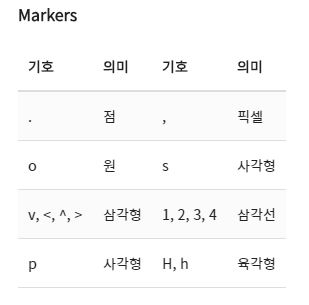 Markers
기호 의미 기호 의미
. 점 , 픽셀
o 원 s 사각형
v, <, ^, > 삼각형 1, 2, 3, 4 삼각선
p 사각형 H, h 육각형